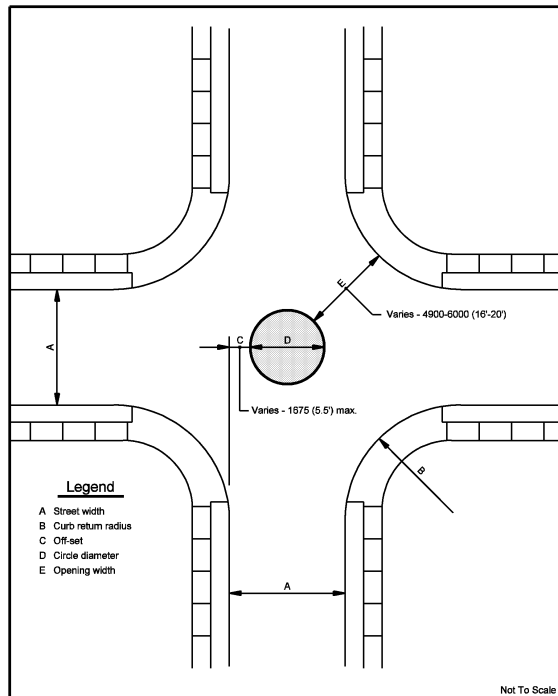 E
Varies - 4900-6000 (16'-20')
A
C
D
Varies - 1675 (5.5') max.
B
Legend
A Street width
B Curb return radius
C Off-set
D Circle diameter
E Opening width
A
Not To Scale